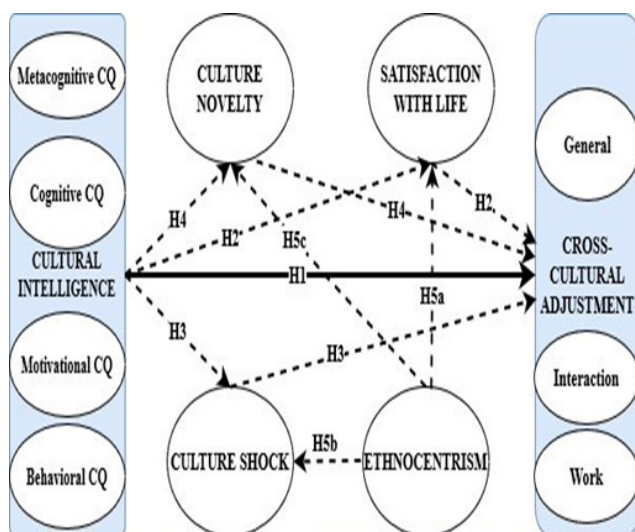 Metacognitive CQ
Cognitive CQ
CULTURAL
INTELLIGENCE
Motivational CQ
Behavioral CQ
CULTURE
NOVELTY
SATISFACTION
WITH LIFE
H4
H2
H5c
H4
H2
H1
H5a
H3
H3
CULTURE SHOCK
H5b
ETHNOCENTRISM
General
CROSS-
CULTURAL
ADJUSTMENT
Interaction
Work